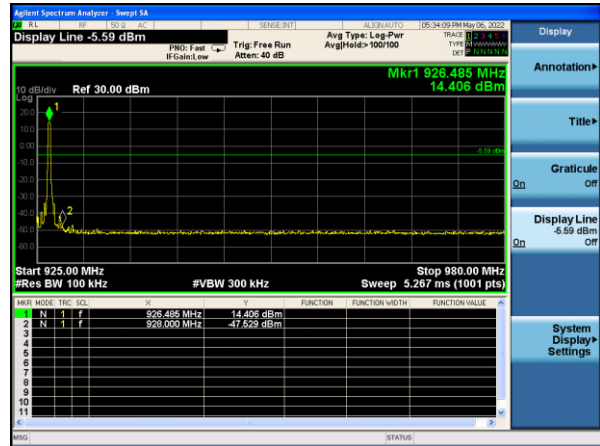 Agilent Spectrum Analyzer - Swept SA
RL RF 50 Ω AC SENSE:INT ALIGNAUTO 05:34:09 PM May 06, 2022
Display Line -5.59 dBm
PNO: Fast
IFGain:Low
Trig: Free Run
Atten: 40 dB
Avg Type: Log-Pwr
Avg|Hold:>100/100
TRACE 1 2 3 4 5 6
TYPE M
DET P N N N N N
Mkr1 926.485 MHz
14.406 dBm
10 dB/div Ref 30.00 dBm
Log
20.0
10.0
0.00
-10.0
-20.0
-30.0
-40.0
-50.0
-60.0
1
2
-5.59 dBm
Start 925.00 MHz Stop 980.00 MHz
#Res BW 100 kHz #VBW 300 kHz Sweep 5.267 ms (1001 pts)
MKR MODE TRC SCL X Y FUNCTION FUNCTION WIDTH FUNCTION VALUE
1 N 1 f 926.485 MHz 14.406 dBm
2 N 1 f 928.000 MHz -47.529 dBm
3
4
5
6
7
8
9
10
11
MSG STATUS
Display
Annotation
Title
Graticule
On Off
Display Line
-5.59 dBm
On Off
System
Display
Settings